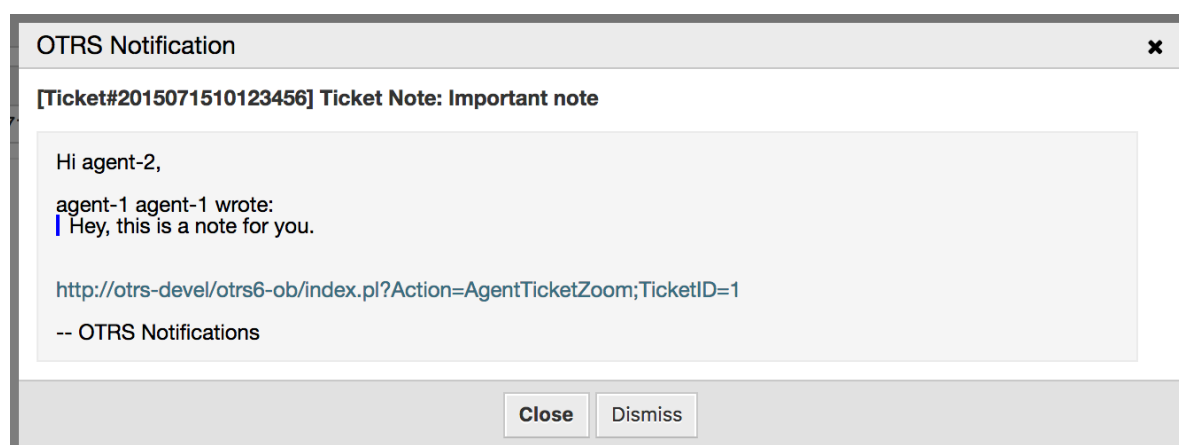 OTRS Notification
[Ticket#2015071510123456] Ticket Note: Important note
Hi agent-2,
agent-1 agent-1 wrote:
Hey, this is a note for you.
http://otrs-devel/otrs6-ob/index.pl?Action=AgentTicketZoom;TicketID=1
-- OTRS Notifications
Close Dismiss